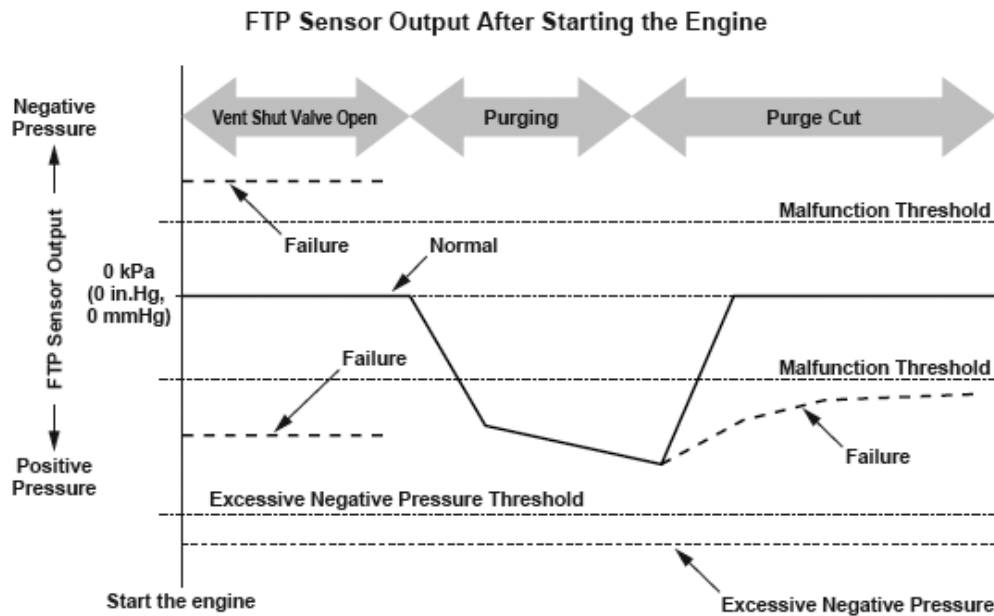 FTP Sensor Output After Starting the Engine
Negative
Pressure
Vent Shut Valve Open
Purging
Purge Cut
Malfunction Threshold
Failure
Normal
FTP Sensor Output
0 kPa
(0 in.Hg,
0 mmHg)
Failure
Malfunction Threshold
Failure
Positive
Pressure
Excessive Negative Pressure Threshold
Start the engine
Excessive Negative Pressure